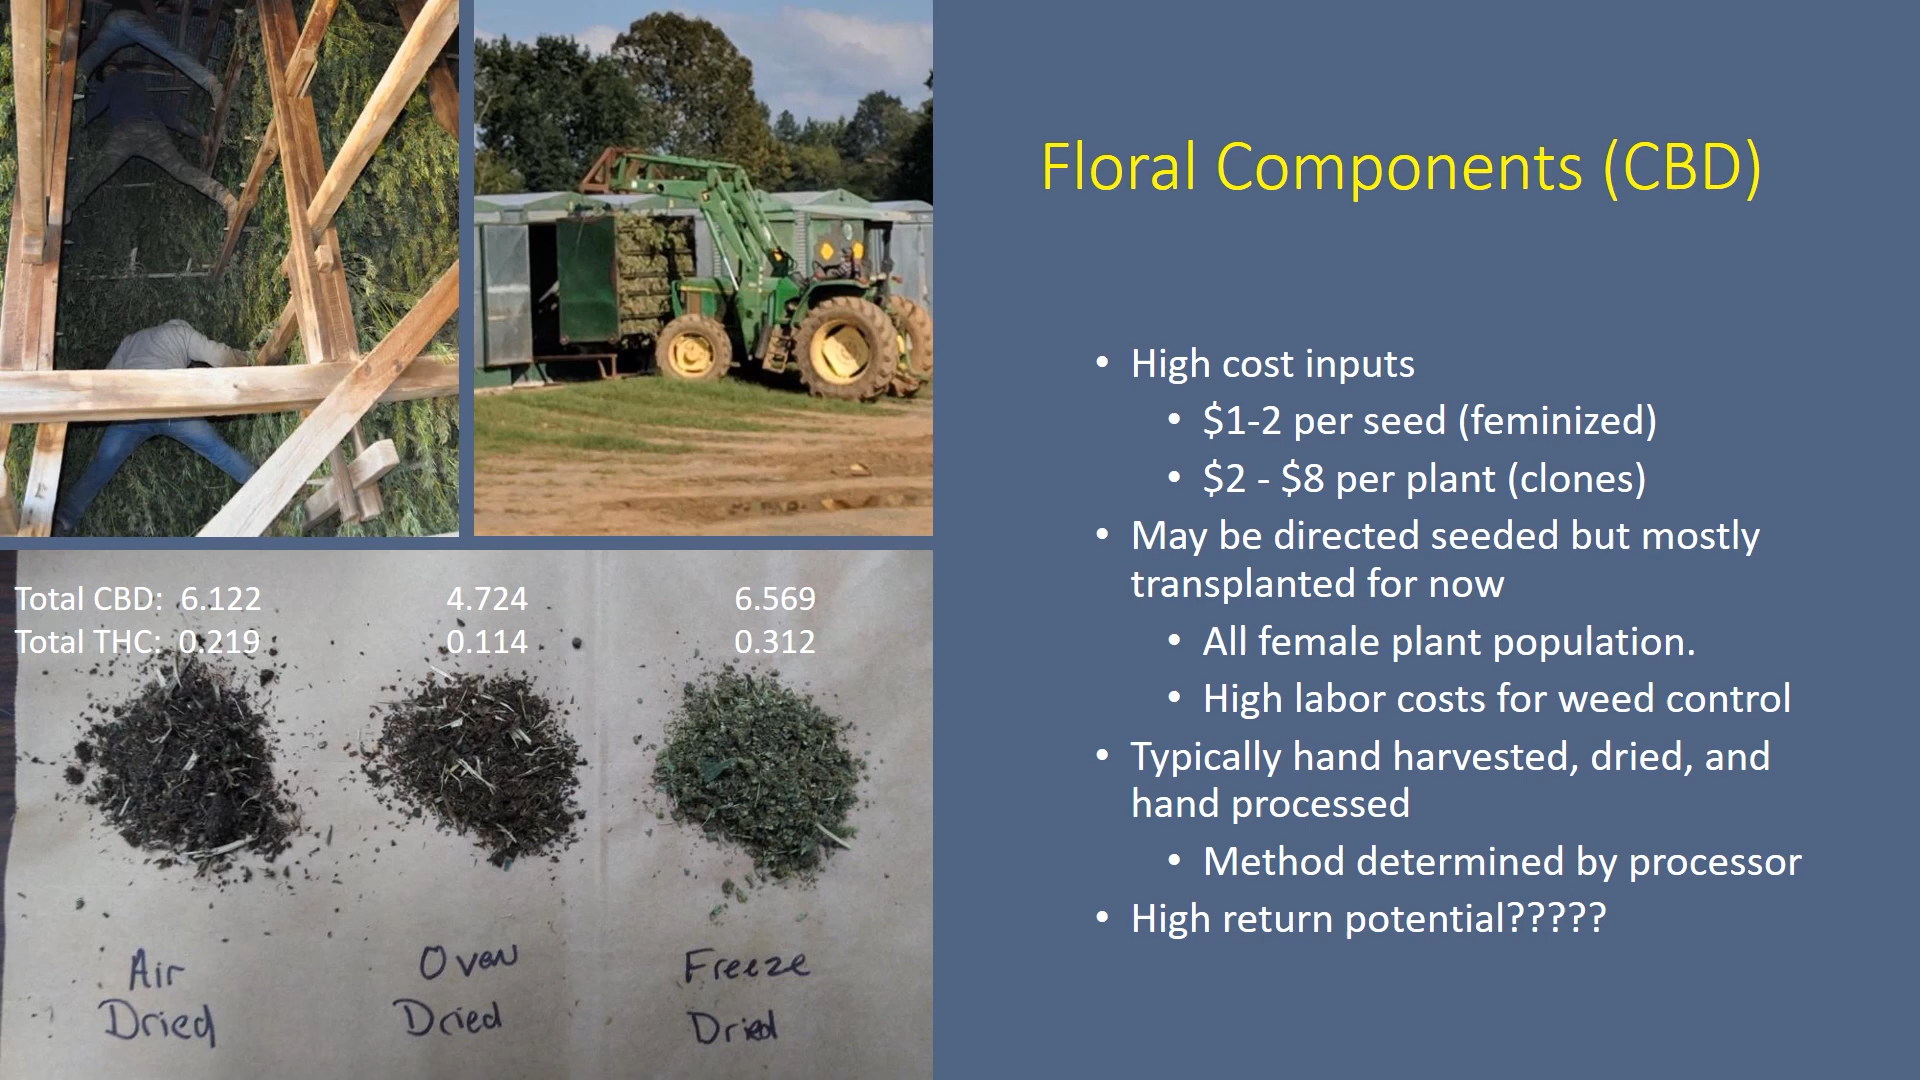 Floral Components (CBD)
• High cost inputs
• $1-2 per seed (feminized)
• $2 - $8 per plant (clones)
• May be directed seeded but mostly
transplanted for now
• All female plant population.
• High labor costs for weed control
• Typically hand harvested, dried, and
hand processed
• Method determined by processor
• High return potential?????
Total CBD: 6.122 4.724 6.569
Total THC: 0.219 0.114 0.312
Air Oven Freeze
Dried Dried Dried